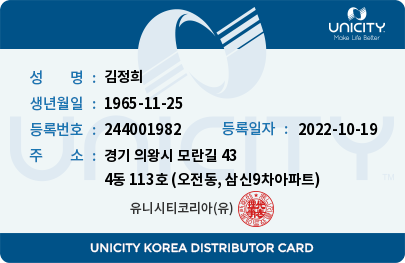 UNICITY
Make Life Better
성 명 : 김정희
생년월일 : 1965-11-25
등록번호 : 244001982 등록일자 : 2022-10-19
주 소 : 경기 의왕시 모란길 43
4동 113호 (오전동, 삼신9차아파트)
유니시티코리아(유)
UNICITY
TM
UNICITY KOREA DISTRIBUTOR CARD